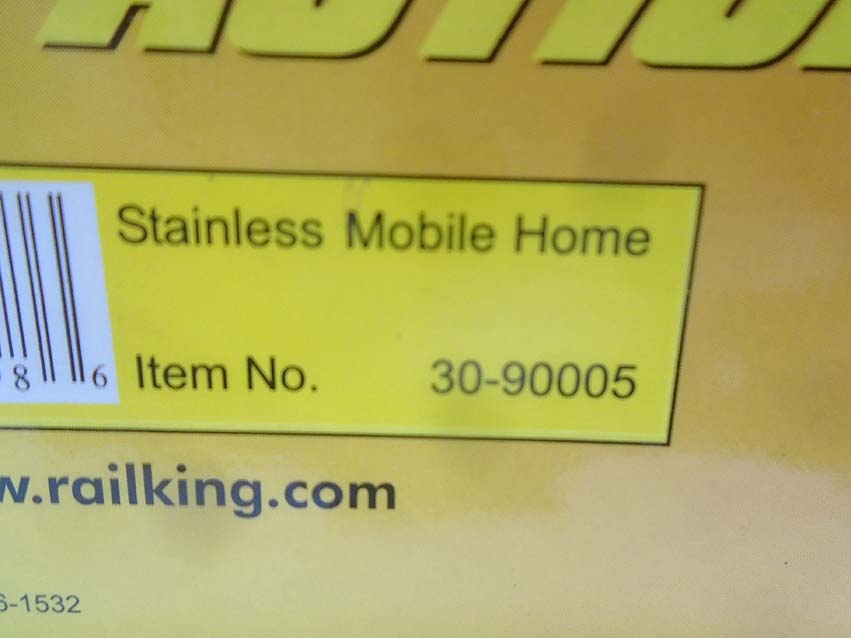 Stainless Mobile Home
8 6
Item No. 30-90005
w.railking.com
6-1532